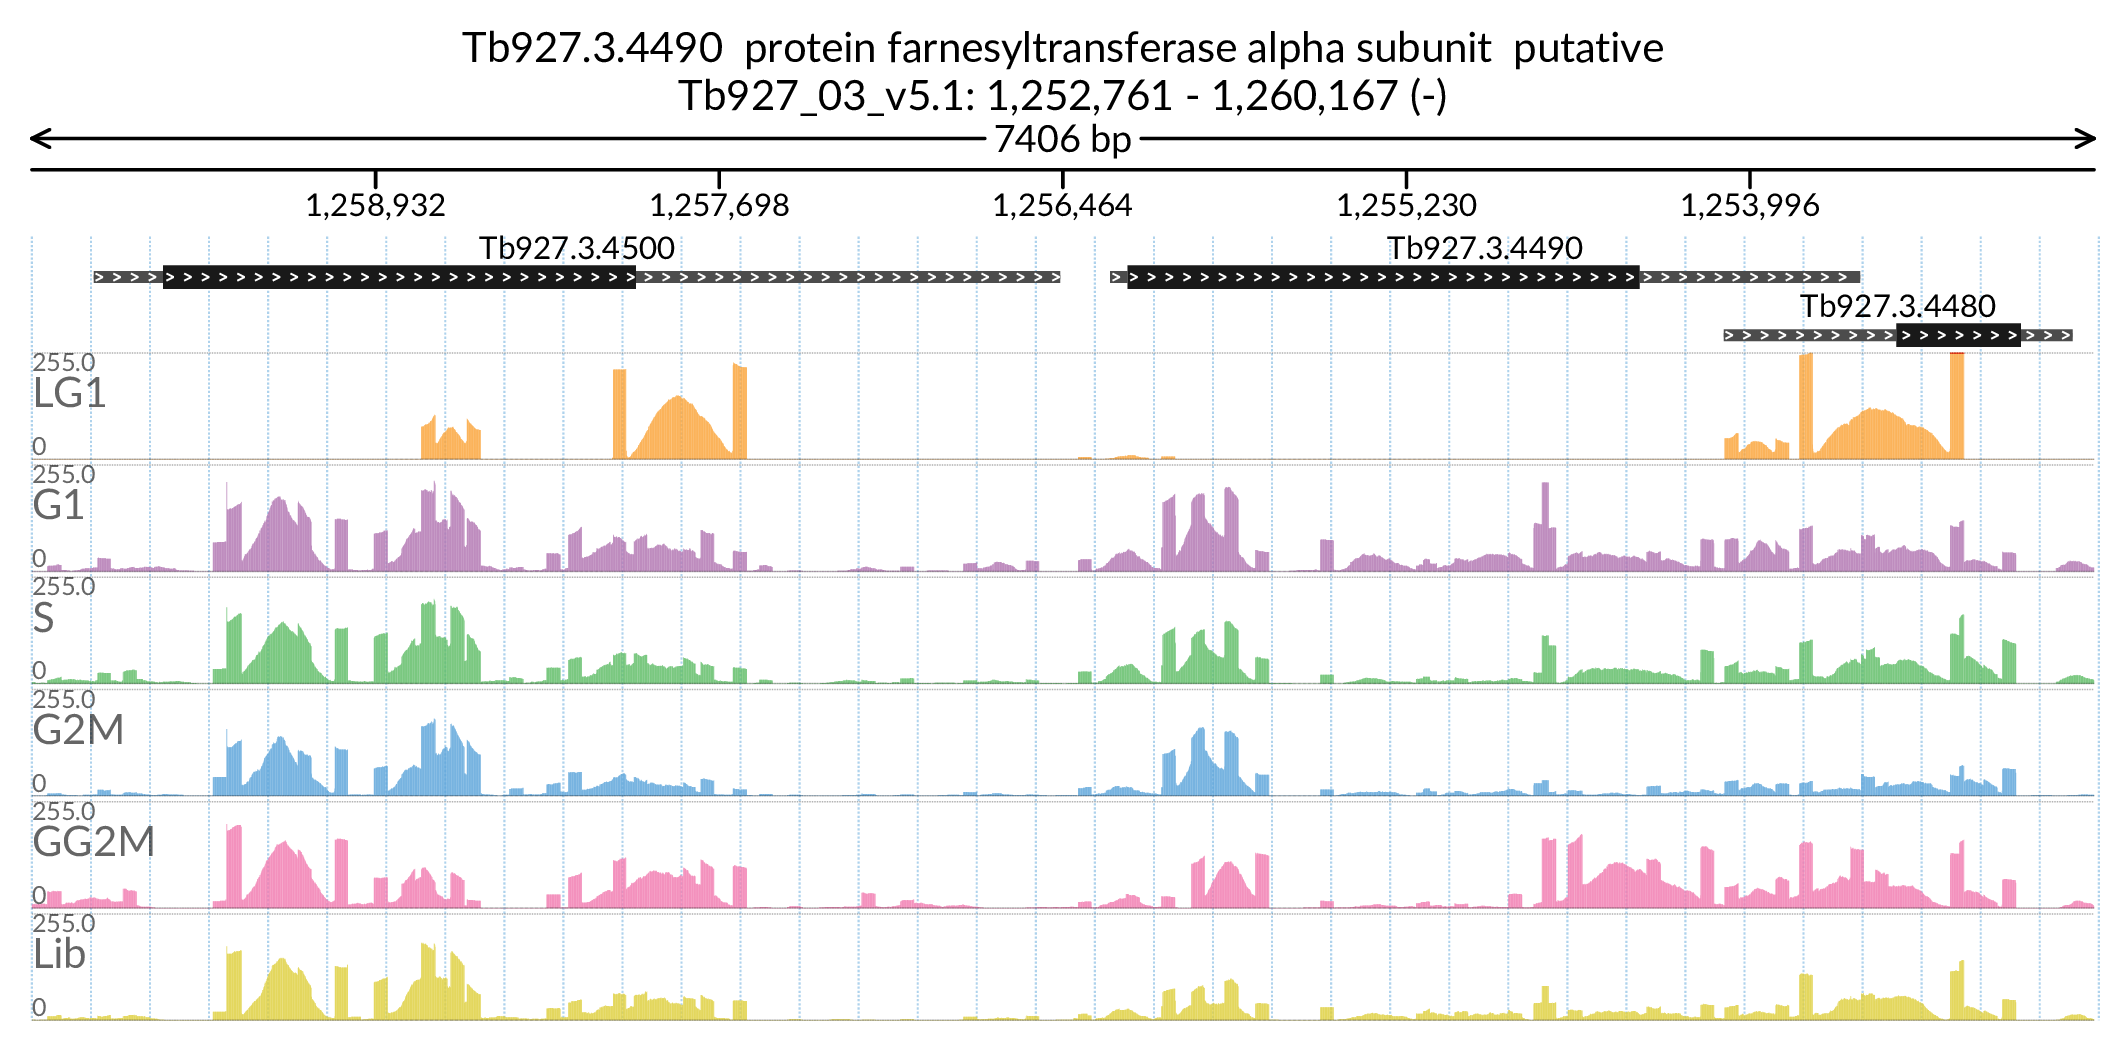 Tb927.3.4490  protein farnesyltransferase alpha subunit  putative
Tb927_03_v5.1: 1,252,761 - 1,260,167 (-)
7406 bp
1,258,932 1,257,698 1,256,464 1,255,230 1,253,996
Tb927.3.4500 Tb927.3.4490
Tb927.3.4480
255.0
LG1
0
255.0
G1
0
255.0
S
0
255.0
G2M
0
255.0
GG2M
0
255.0
Lib
0